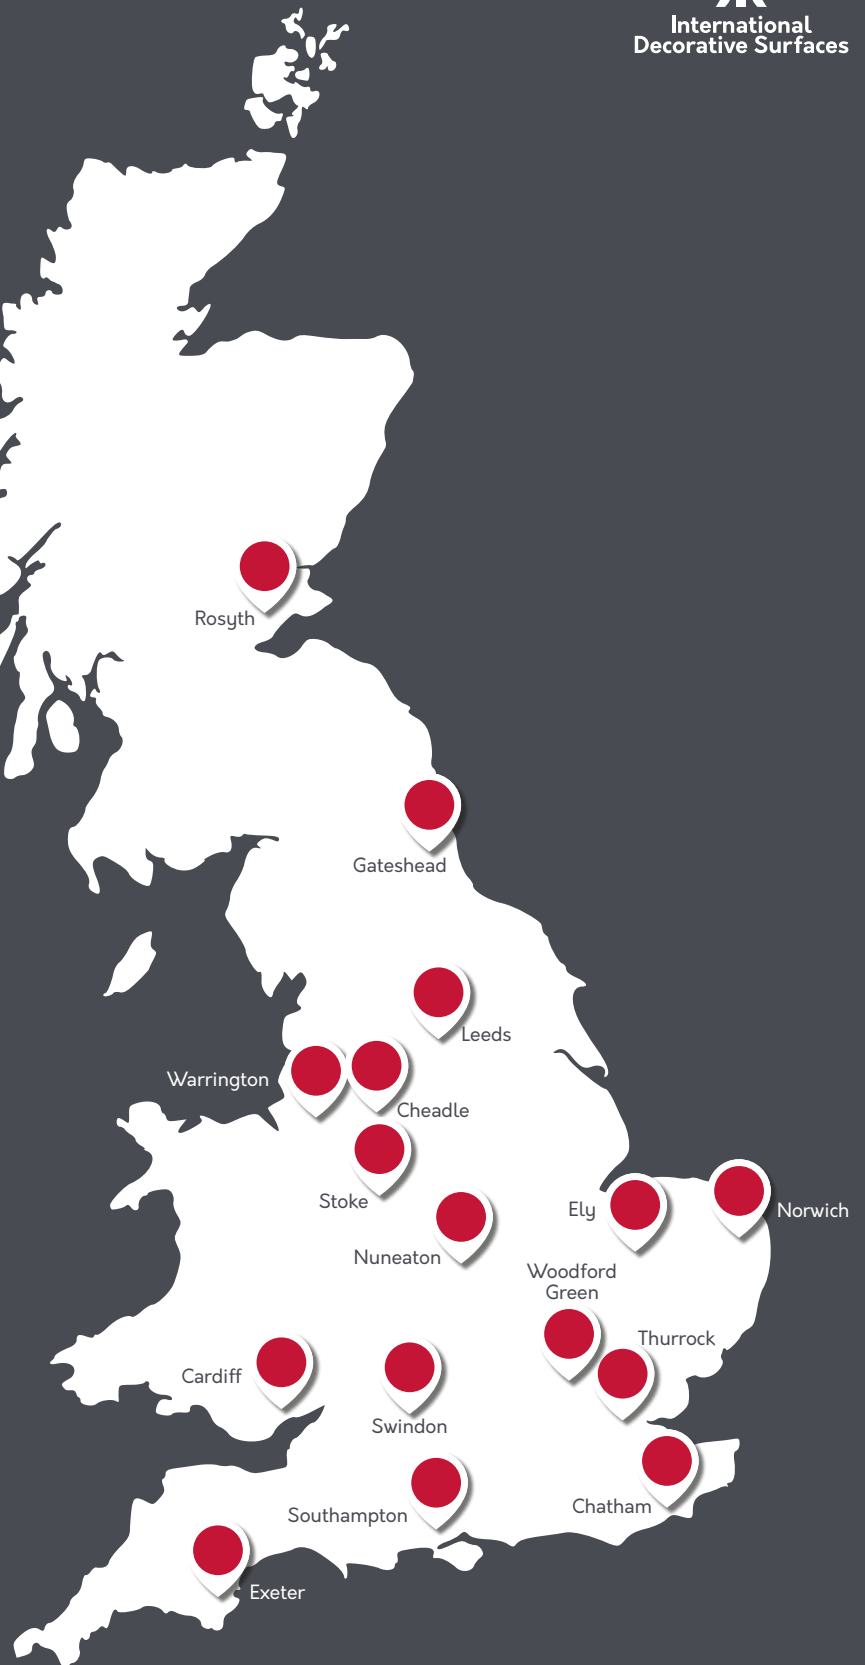 International
Decorative Surfaces
Rosyth
Gateshead
Leeds
Warrington
Cheadle
Stoke
Ely
Norwich
Nuneaton
Woodford
Green
Thurrock
Cardiff
Swindon
Chatham
Southampton
Exeter